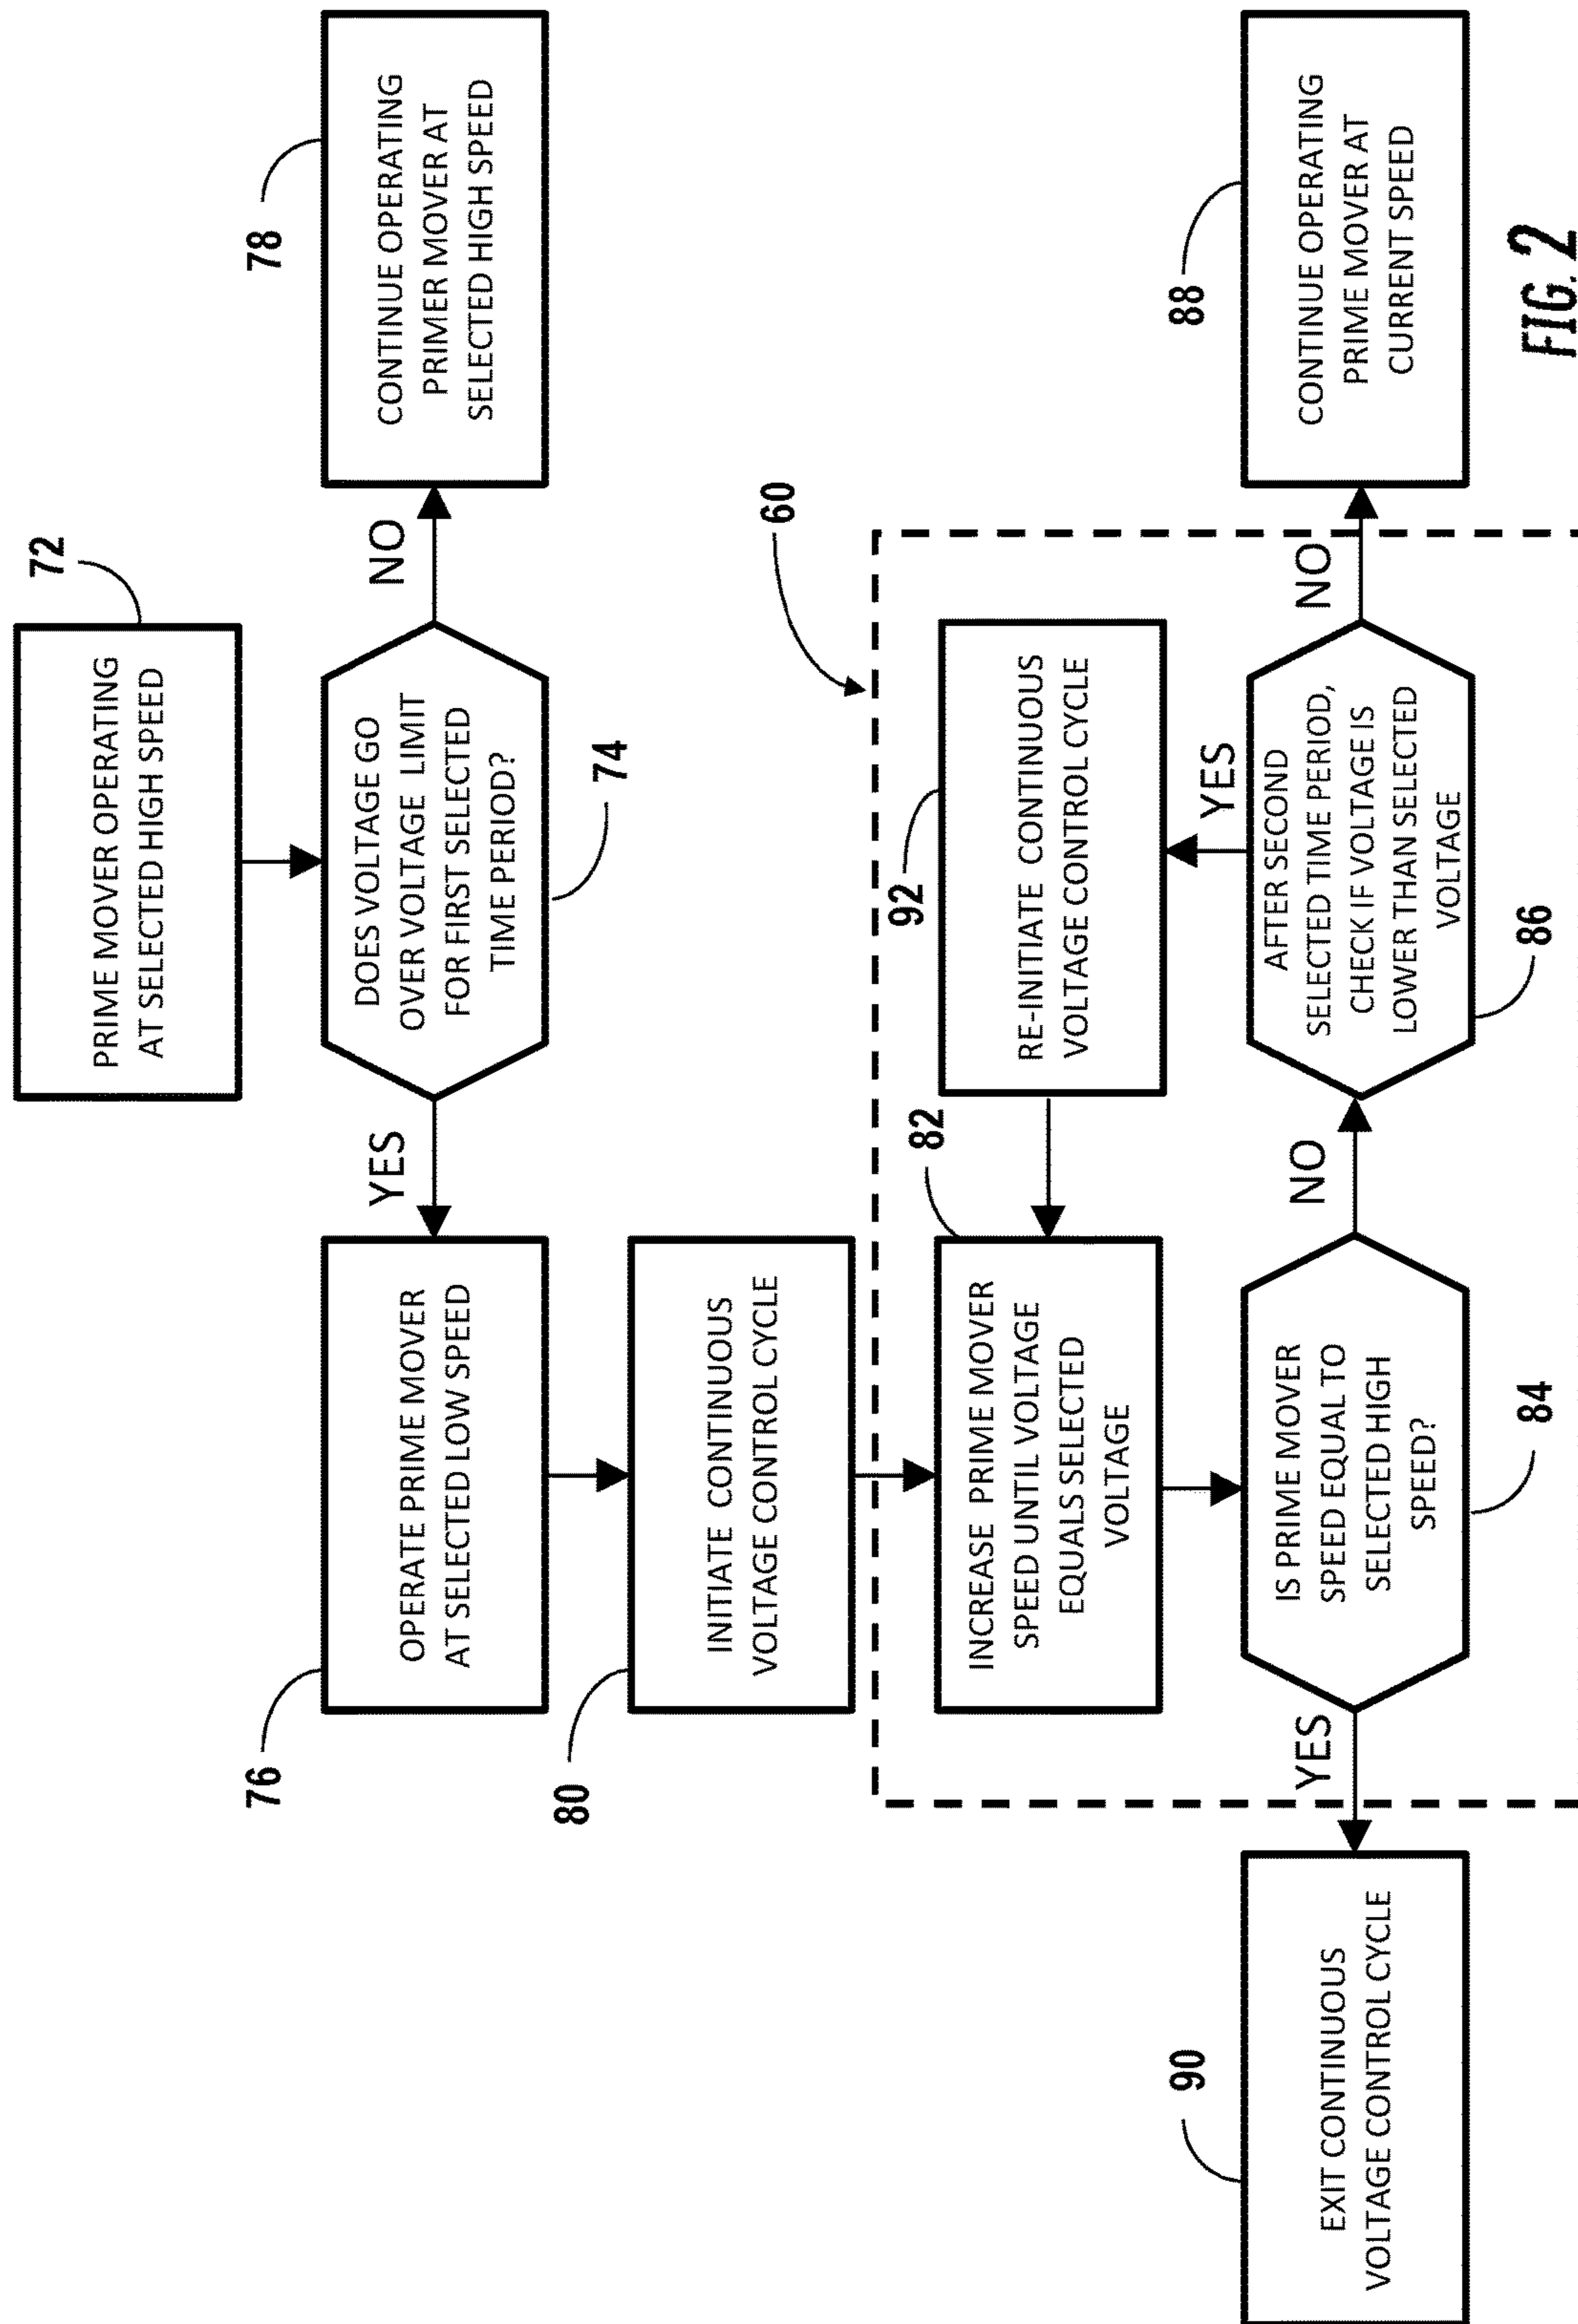 72
PRIME MOVER OPERATING
AT SELECTED HIGH SPEED
DOES VOLTAGE GO
OVER VOLTAGE LIMIT
FOR FIRST SELECTED
TIME PERIOD?
74
YES
NO
76
OPERATE PRIME MOVER
AT SELECTED LOW SPEED
78
CONTINUE OPERATING
PRIMER MOVER AT
SELECTED HIGH SPEED
80
INITIATE CONTINUOUS
VOLTAGE CONTROL CYCLE
60
82
INCREASE PRIME MOVER
SPEED UNTIL VOLTAGE
EQUALS SELECTED
VOLTAGE
92
RE-INITIATE CONTINUOUS
VOLTAGE CONTROL CYCLE
90
EXIT CONTINUOUS
VOLTAGE CONTROL CYCLE
YES
IS PRIME MOVER
SPEED EQUAL TO
SELECTED HIGH
SPEED?
84
NO
YES
AFTER SECOND
SELECTED TIME PERIOD,
CHECK IF VOLTAGE IS
LOWER THAN SELECTED
VOLTAGE
86
NO
88
CONTINUE OPERATING
PRIME MOVER AT
CURRENT SPEED
FIG. 2